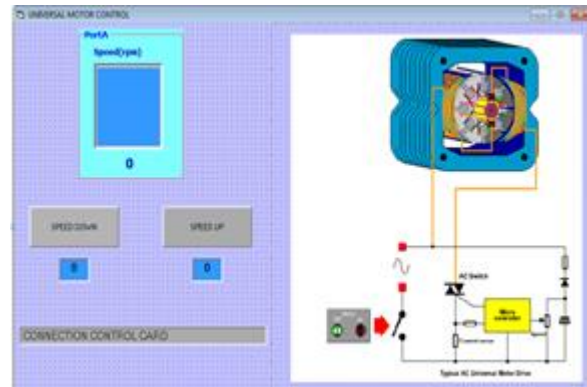 UNIVERSAL MOTOR CONTROL
PortA
Speed(rpm)
0
SPEED DOWN
SPEED UP
0
0
CONNECTION CONTROL CARD
AC Switch
Micro
controller
Typical AC Universal Motor Drive